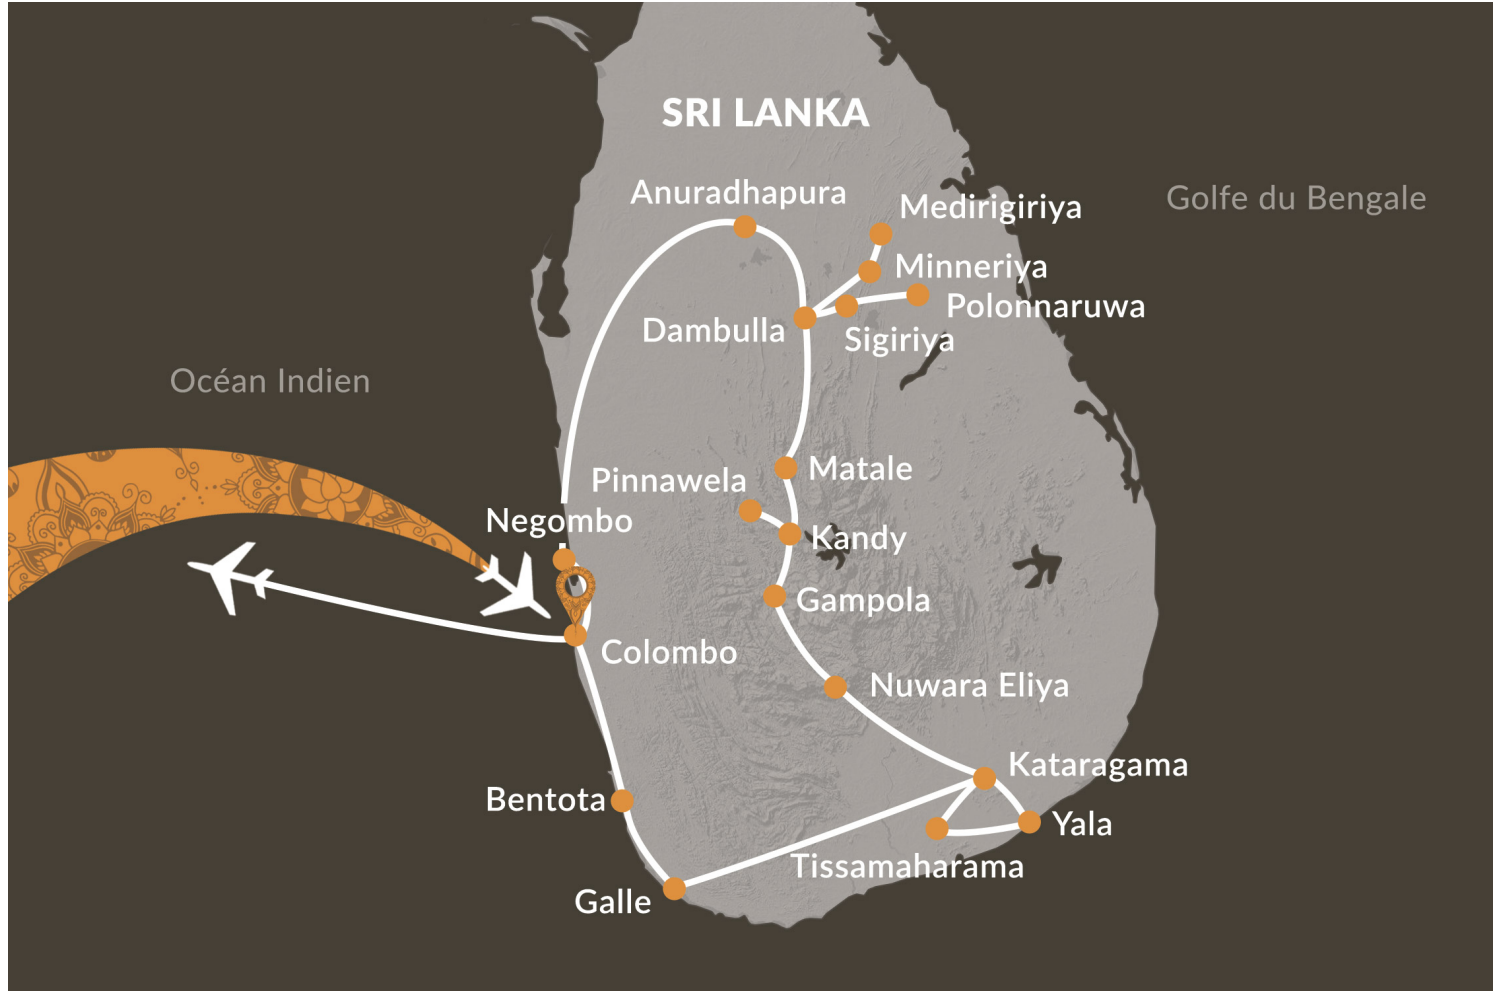 SRI LANKA
Anuradhapura
Medirigiriya
Golfe du Bengale
Minneriya
Polonnaruwa
Dambulla
Sigiriya
Océan Indien
Matale
Pinnawela
Negombo
Kandy
Gampola
Colombo
Nuwara Eliya
Kataragama
Bentota
Yala
Tissamaharama
Galle